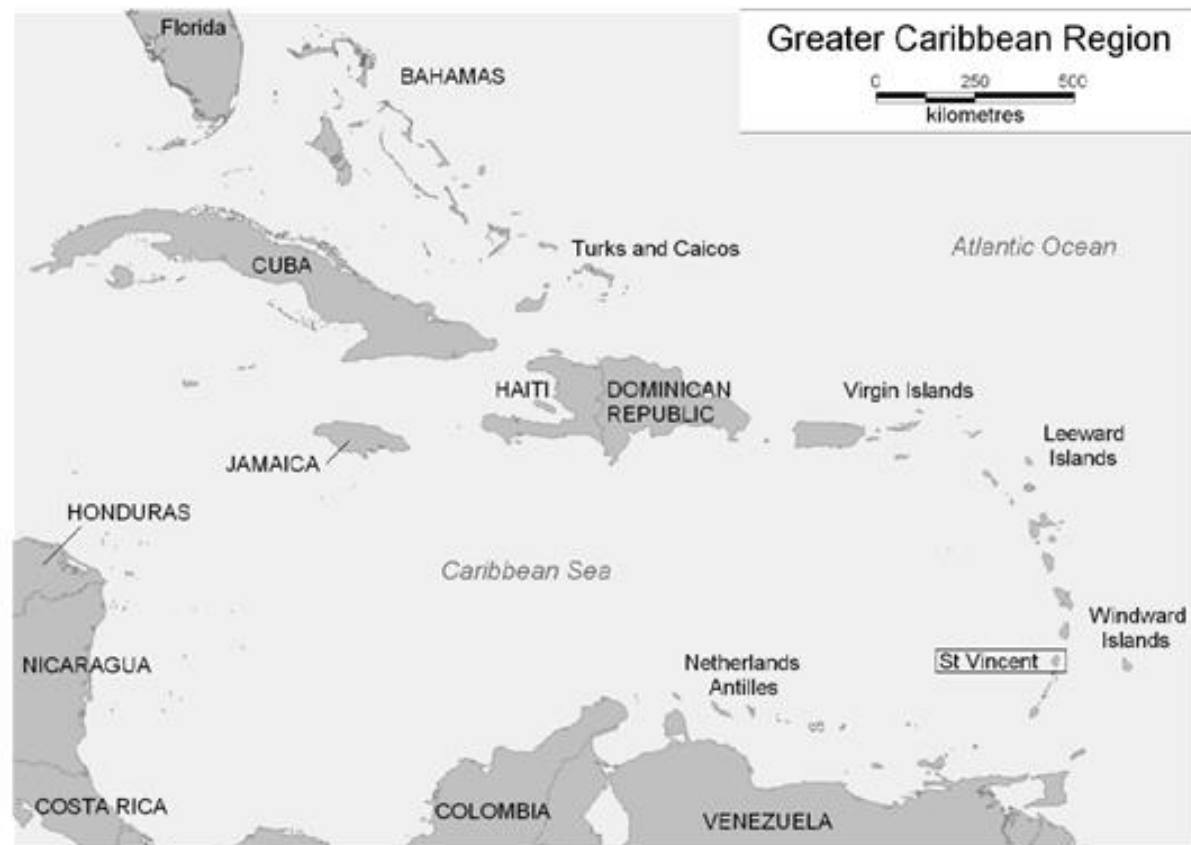 Florida
Greater Caribbean Region
0 250 500
kilometres
BAHAMAS
Turks and Caicos
Atlantic Ocean
CUBA
HAITI
DOMINICAN
REPUBLIC
Virgin Islands
JAMAICA
Leeward
Islands
HONDURAS
Caribbean Sea
Windward
Islands
NICARAGUA
Netherlands
Antilles
St Vincent
COSTA RICA
COLOMBIA
VENEZUELA